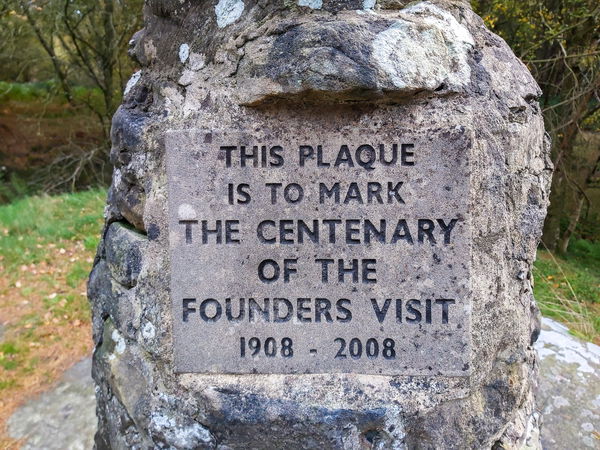 THIS PLAQUE
IS TO MARK
THE CENTENARY
OF THE
FOUNDERS VISIT
1908 - 2008